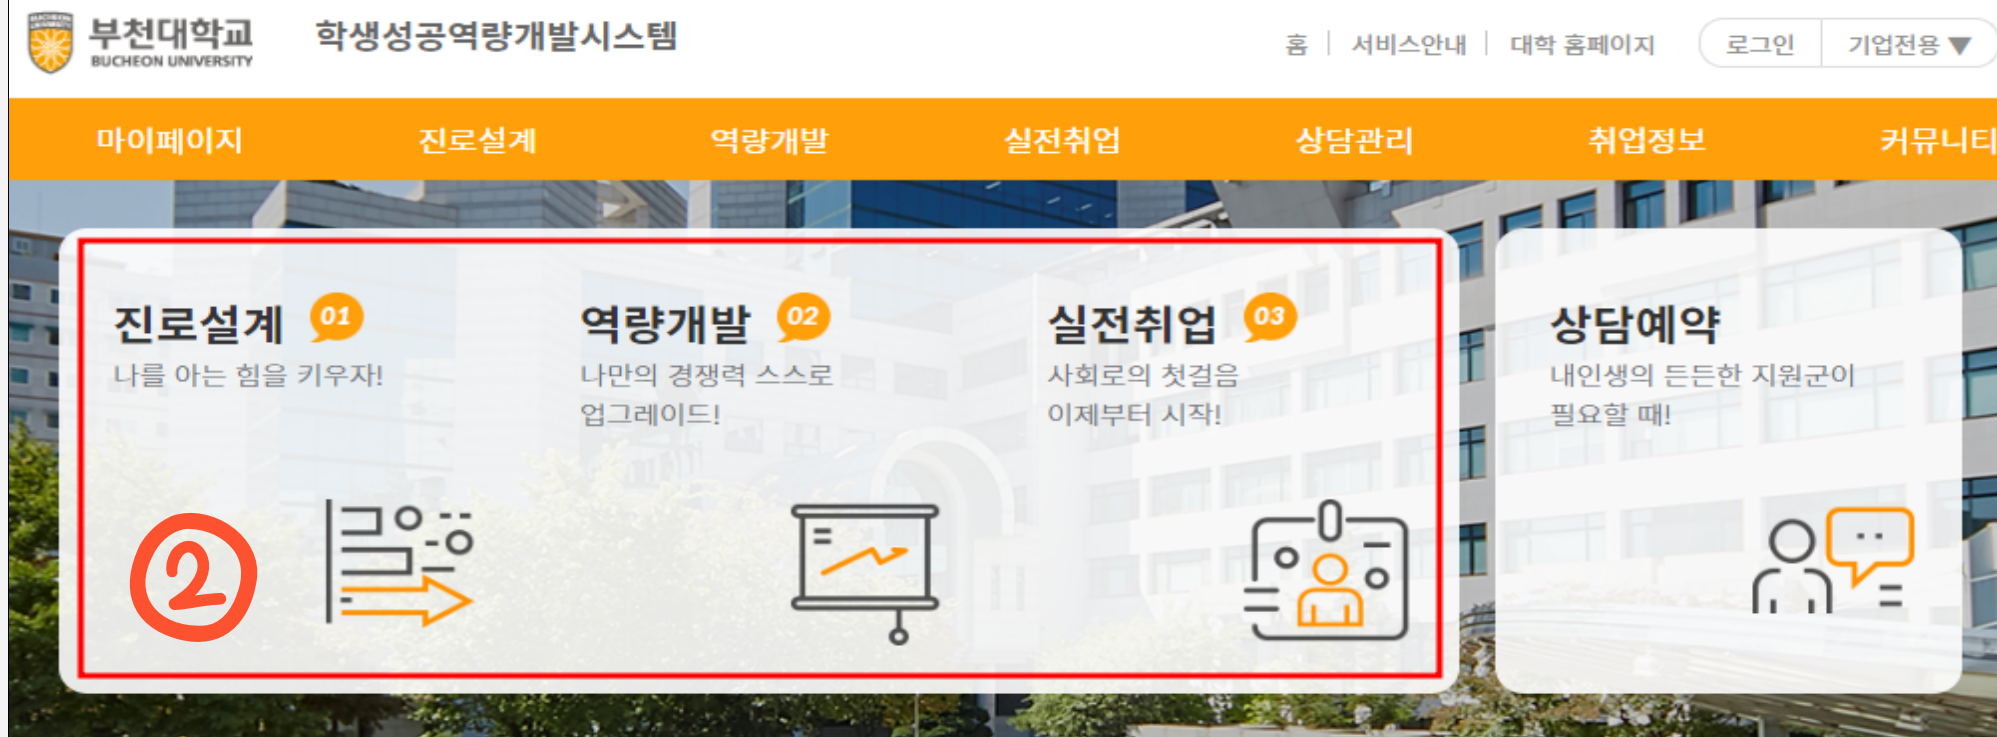 부천대학교
BUCHEON UNIVERSITY
학생성공역량개발시스템
홈 | 서비스안내 | 대학 홈페이지
로그인 | 기업전용 ▼
마이페이지 진로설계 역량개발 실전취업 상담관리 취업정보 커뮤니티
진로설계 01
나를 아는 힘을 키우자!
역량개발 02
나만의 경쟁력 스스로
업그레이드!
실전취업 03
사회로의 첫걸음
이제부터 시작!
상담예약
내인생의 든든한 지원군이
필요할 때!
2